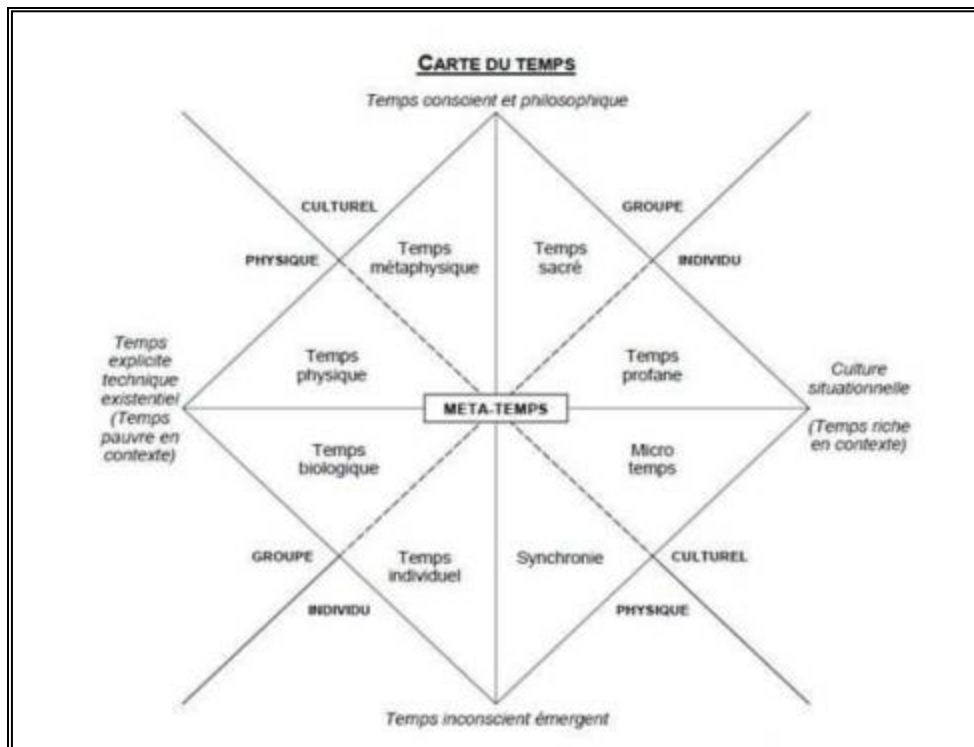 CARTE DU TEMPS
Temps conscient et philosophique
CULTUREL
GROUPE
PHYSIQUE
INDIVIDU
Temps
métaphysique
Temps
sacré
Temps
explicite
technique
existentiel
(Temps
pauvre en
contexte)
Temps
physique
Temps
profane
Culture
situationnelle
(Temps riche
en contexte)
META-TEMPS
Temps
biologique
Micro
temps
GROUPE
INDIVIDU
Temps
individuel
Synchronie
CULTUREL
PHYSIQUE
Temps inconscient émergent